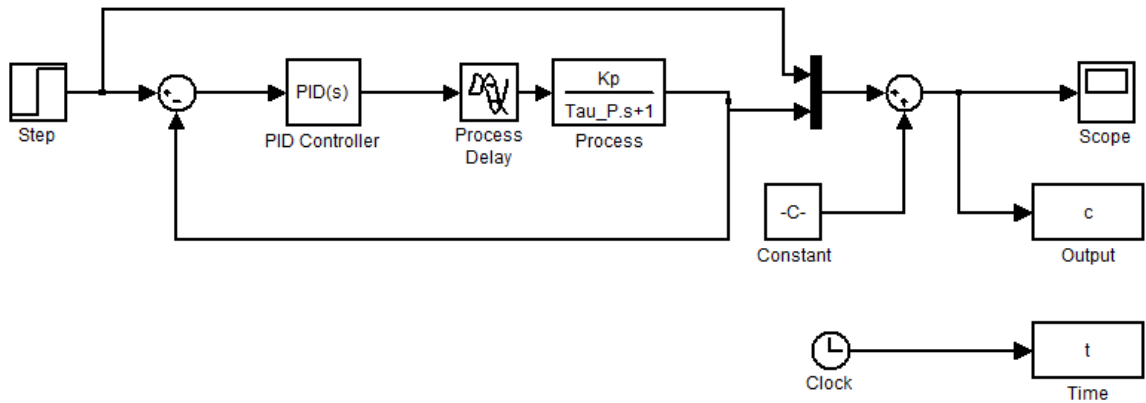 Step
PID(s)
PID Controller
Process
Delay
Kp
Tau_P.s+1
Process
-C-
Constant
Scope
c
Output
Clock
t
Time